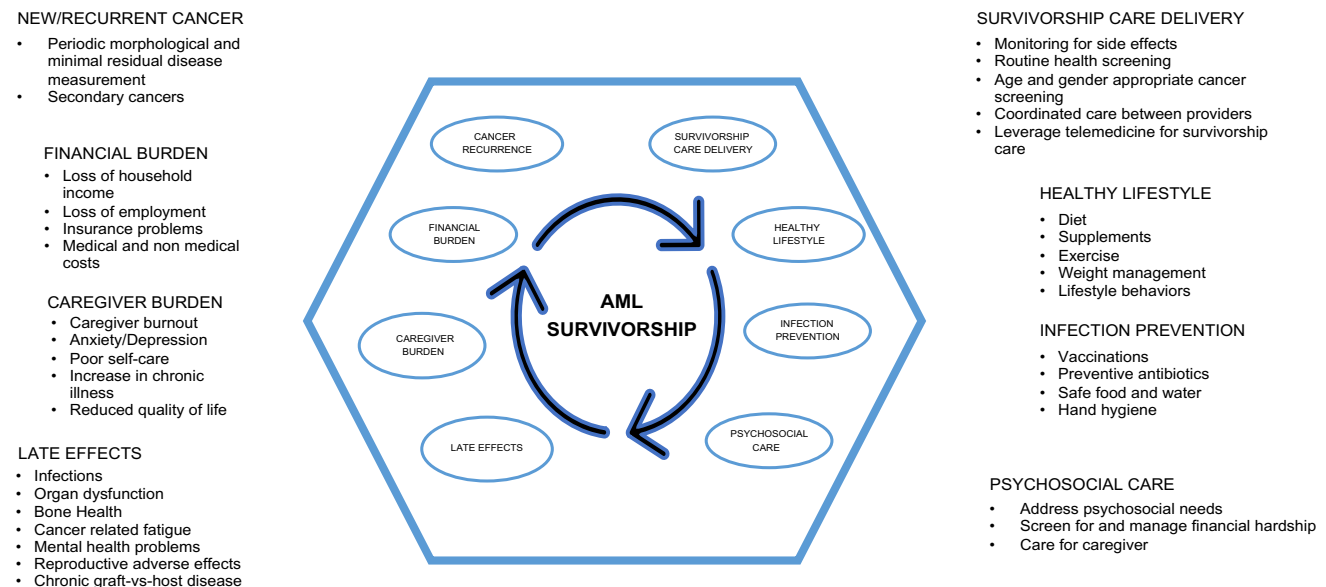 NEW/RECURRENT CANCER
• Periodic morphological and
minimal residual disease
measurement
• Secondary cancers
FINANCIAL BURDEN
• Loss of household
income
• Loss of employment
• Insurance problems
• Medical and non medical
costs
CAREGIVER BURDEN
• Caregiver burnout
• Anxiety/Depression
• Poor self-care
• Increase in chronic
illness
• Reduced quality of life
LATE EFFECTS
• Infections
• Organ dysfunction
• Bone Health
• Cancer related fatigue
• Mental health problems
• Reproductive adverse effects
• Chronic graft-vs-host disease
CANCER
RECURRENCE
SURVIVORSHIP
CARE DELIVERY
FINANCIAL
BURDEN
HEALTHY
LIFESTYLE
AML
SURVIVORSHIP
CAREGIVER
BURDEN
INFECTION
PREVENTION
LATE EFFECTS
PSYCHOSOCIAL
CARE
SURVIVORSHIP CARE DELIVERY
• Monitoring for side effects
• Routine health screening
• Age and gender appropriate cancer
screening
• Coordinated care between providers
• Leverage telemedicine for survivorship
care
HEALTHY LIFESTYLE
• Diet
• Supplements
• Exercise
• Weight management
• Lifestyle behaviors
INFECTION PREVENTION
• Vaccinations
• Preventive antibiotics
• Safe food and water
• Hand hygiene
PSYCHOSOCIAL CARE
• Address psychosocial needs
• Screen for and manage financial hardship
• Care for caregiver